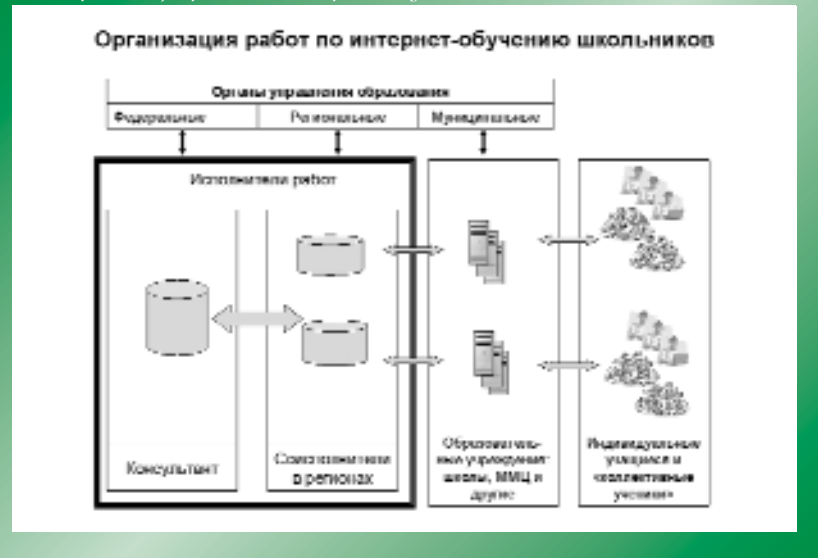 Организация работ по интернет-обучению школьников
Органы управления образования
Федеральные
Региональные
Муниципальные
Исполнители работ
Консультант
Соисполнители
в регионах
Образователь-
ные учреждения:
школы, ММЦ и
другие
Индивидуальные
учащиеся и
«коллективные
ученики»